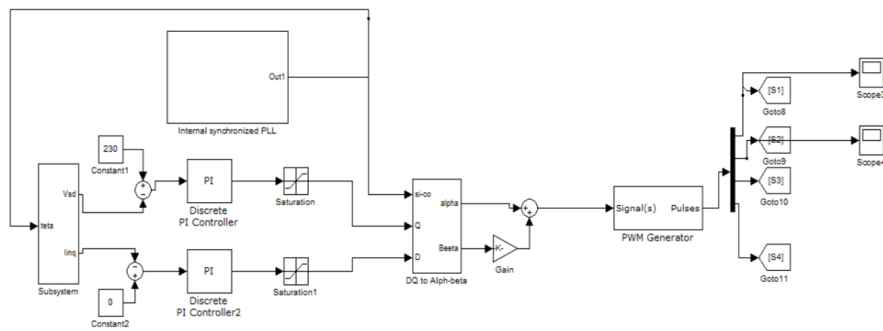 Out1
Internal synchronized PLL
230
Constant1
Vsd
teta
Iinq
Subsystem
PI
Discrete
PI Controller
Saturation
PI
Discrete
PI Controller2
Saturation1
0
Constant2
si-co
alpha
Q
Beeta
D
DQ to Alph-beta
K-
Gain
Signal(s)
Pulses
PWM Generator
[S1]
Goto8
[S2]
Goto9
[S3]
Goto10
[S4]
Goto11